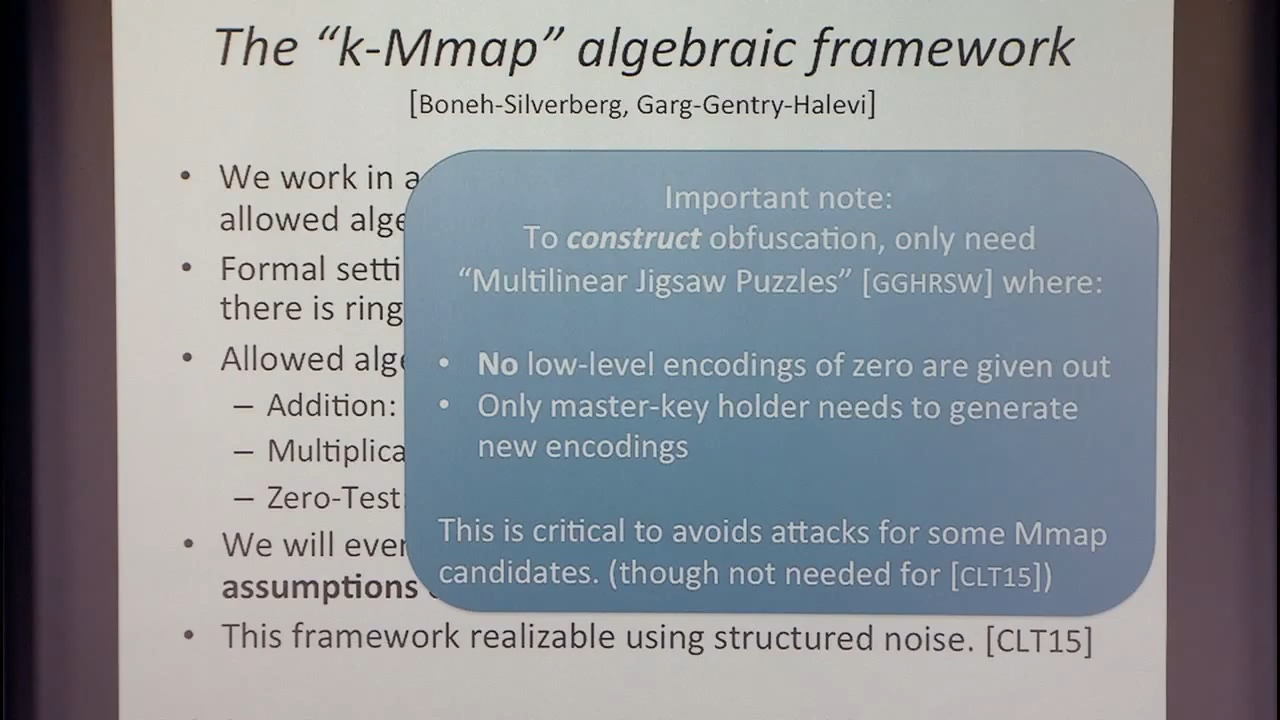 The “k-Mmap” algebraic framework
[Boneh-Silverberg, Garg-Gentry-Halevi]
• We work in a
allowed alge
• Formal setti
there is ring
• Allowed alge
– Addition:
– Multiplica
– Zero-Test:
• We will ever
assumptions
• This framework realizable using structured noise. [CLT15]
Important note:
To construct obfuscation, only need
“Multilinear Jigsaw Puzzles” [GGHRSW] where:
• No low-level encodings of zero are given out
• Only master-key holder needs to generate
new encodings
This is critical to avoids attacks for some Mmap
candidates. (though not needed for [CLT15])